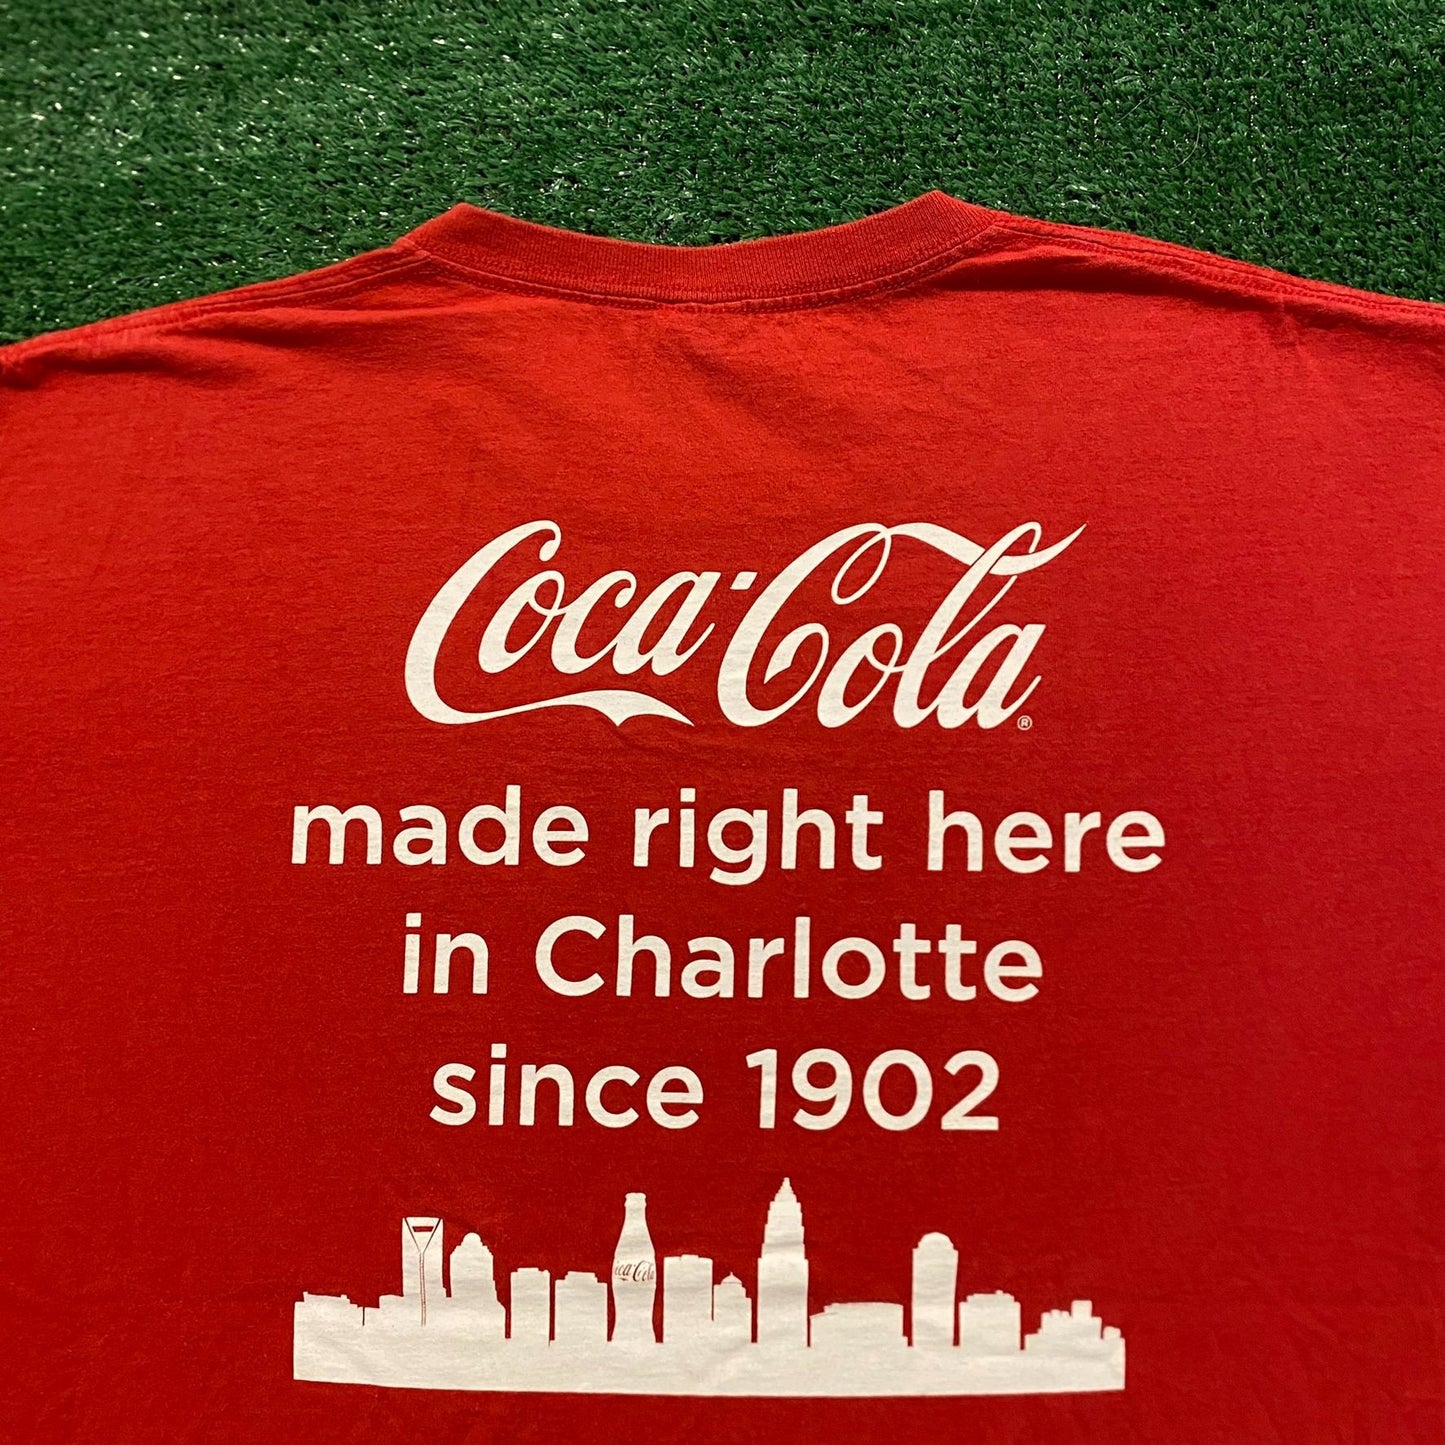 Coca-Cola®
made right here
in Charlotte
since 1902
Coca-Cola